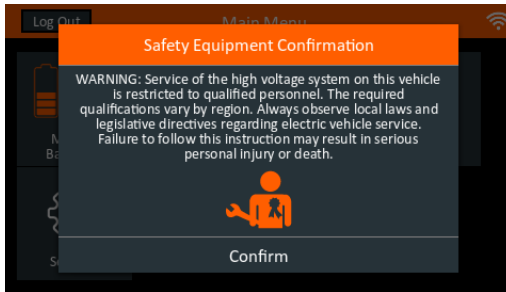 Log Out
Main Menu
Safety Equipment Confirmation
WARNING: Service of the high voltage system on this vehicle
is restricted to qualified personnel. The required
qualifications vary by region. Always observe local laws and
legislative directives regarding electric vehicle service.
Failure to follow this instruction may result in serious
personal injury or death.
Confirm